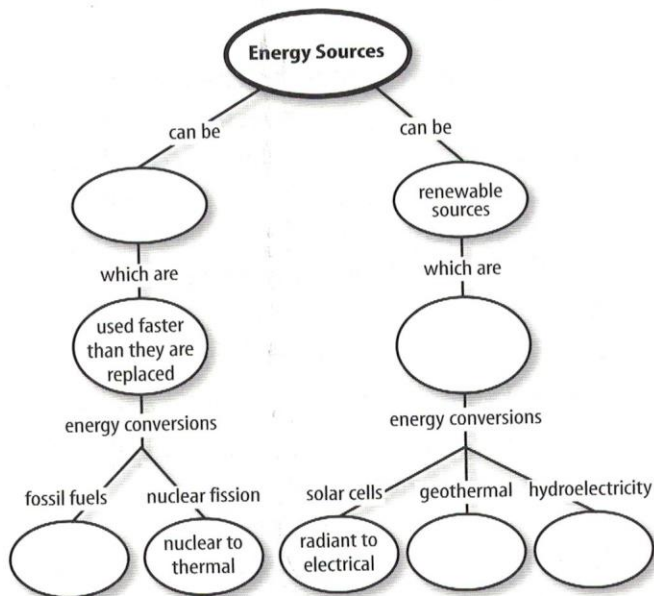 Energy Sources
can be
can be
renewable
sources
which are
which are
used faster
than they are
replaced
energy conversions
energy conversions
fossil fuels
nuclear fission
solar cells
geothermal
hydroelectricity
nuclear to
thermal
radiant to
electrical